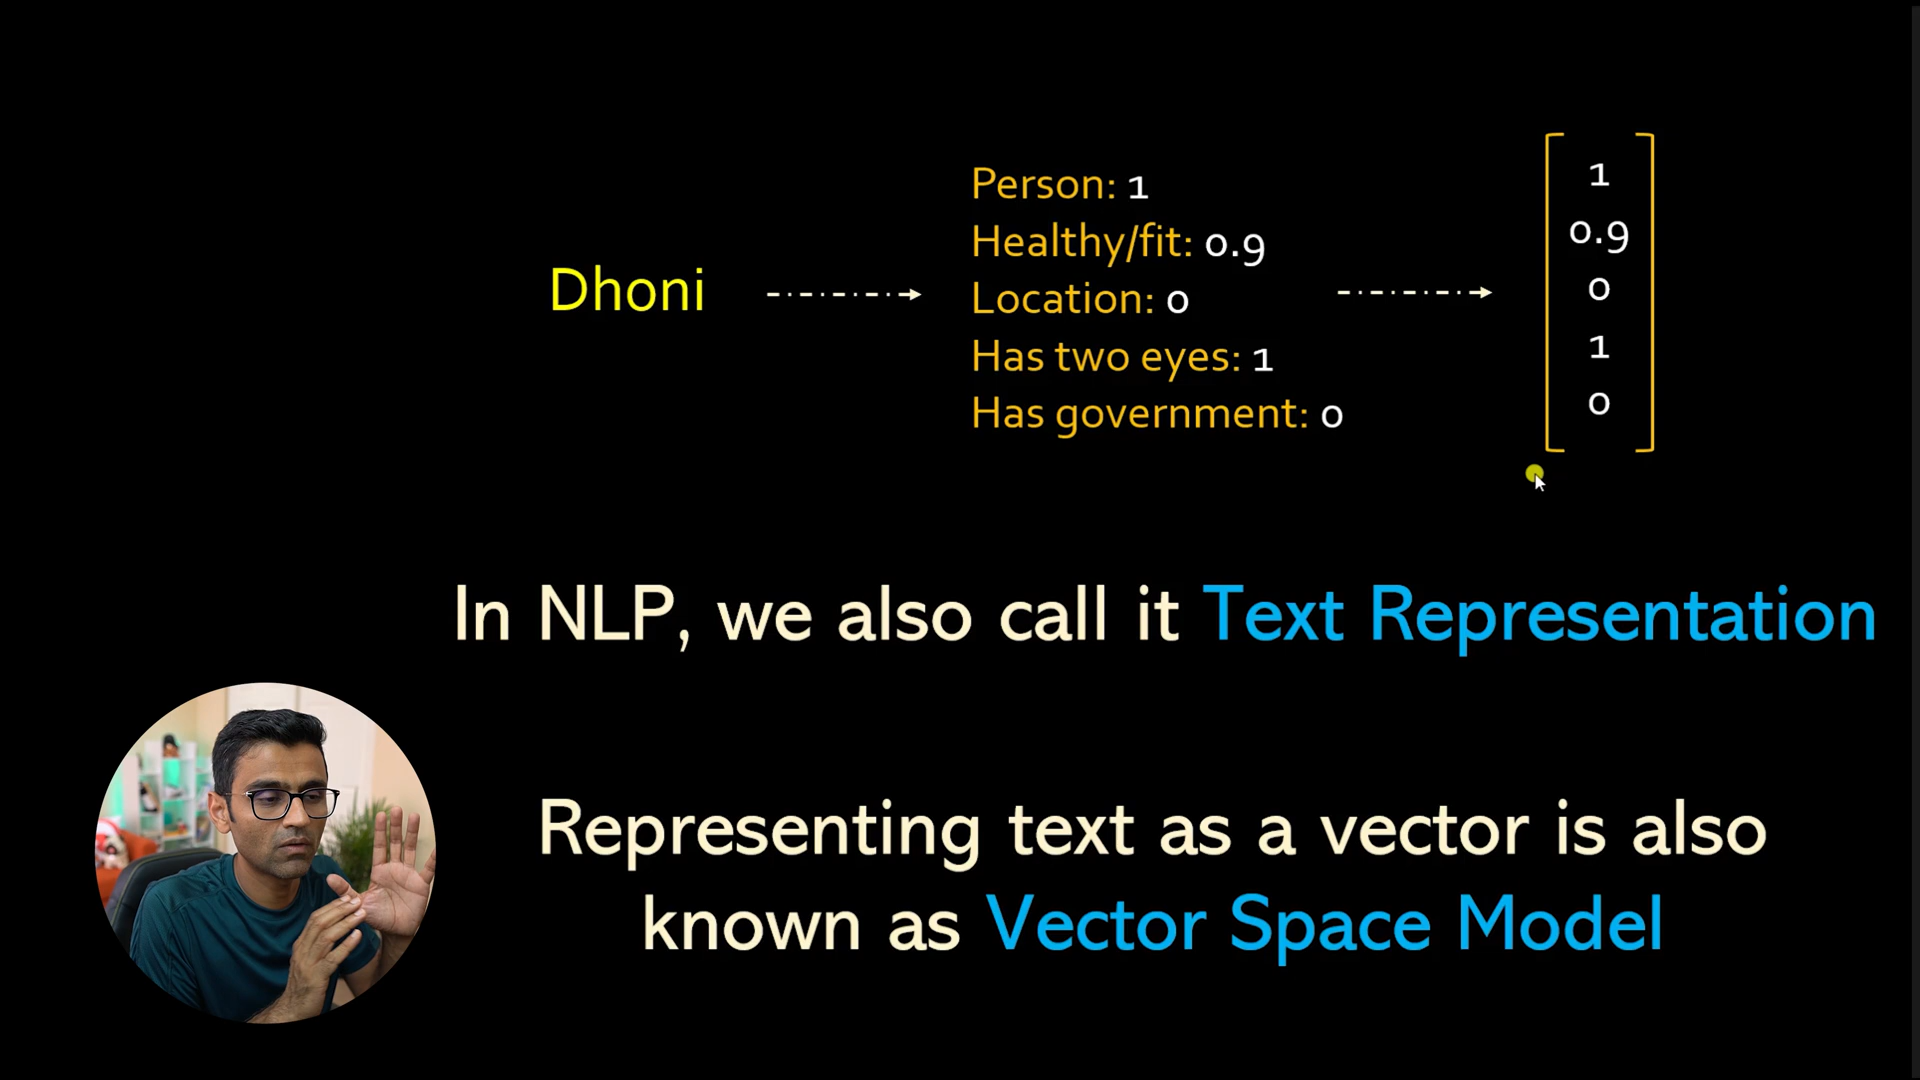 Dhoni
Person: 1
Healthy/fit: 0.9
Location: 0
Has two eyes: 1
Has government: 0
1
0.9
0
1
0
In NLP, we also call it Text Representation
Representing text as a vector is also
known as Vector Space Model